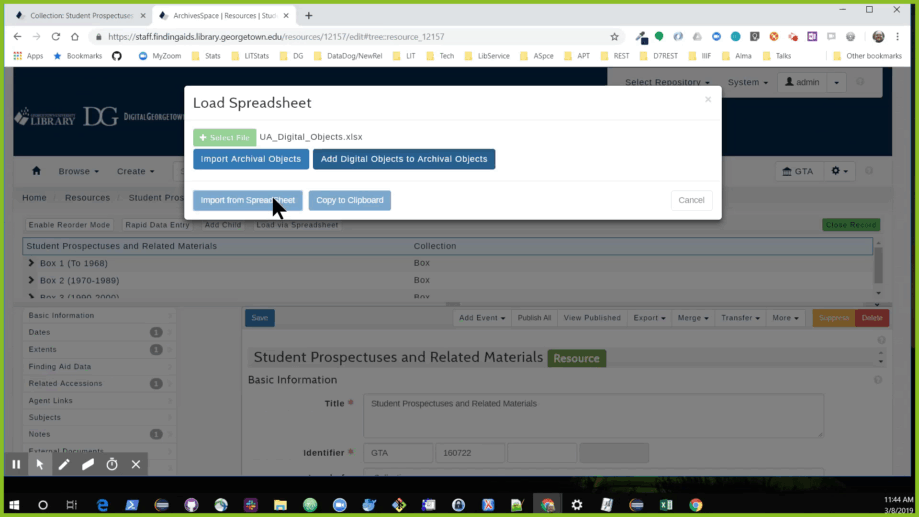 Collection: Student Prospectuses
ArchivesSpace | Resources | Stud
https://staff.findingaids.library.georgetown.edu/resources/12157/edit#tree::resource_12157
Apps Bookmarks MyZoom Stats LITStats DG DataDog/NewRel LIT Tech LibService ASpce APT REST D7REST IIIF Alma Talks Other bookmarks
Select Repository System admin
LIBRARY DG DIGITALGEORGETOWN
Load Spreadsheet
×
Select File UA_Digital_Objects.xlsx
Import Archival Objects Add Digital Objects to Archival Objects
Browse Create GTA
Home Resources Student Pros
Import from Spreadsheet Copy to Clipboard Cancel
Enable Reorder Mode Rapid Data Entry Add Child Load via Spreadsheet Close Record
Student Prospectuses and Related Materials Collection
Box 1 (To 1968) Box
Box 2 (1970-1989) Box
Box 3 (1990-2000) Box
Basic Information
Dates 1
Extents 1
Finding Aid Data
Related Accessions 1
Agent Links
Subjects
Notes 1
External Documents
Save Add Event Publish All View Published Export Merge Transfer More Suppress Delete
Student Prospectuses and Related Materials Resource
Basic Information
Title * Student Prospectuses and Related Materials
Identifier * GTA 160722
11:44 AM
3/8/2019